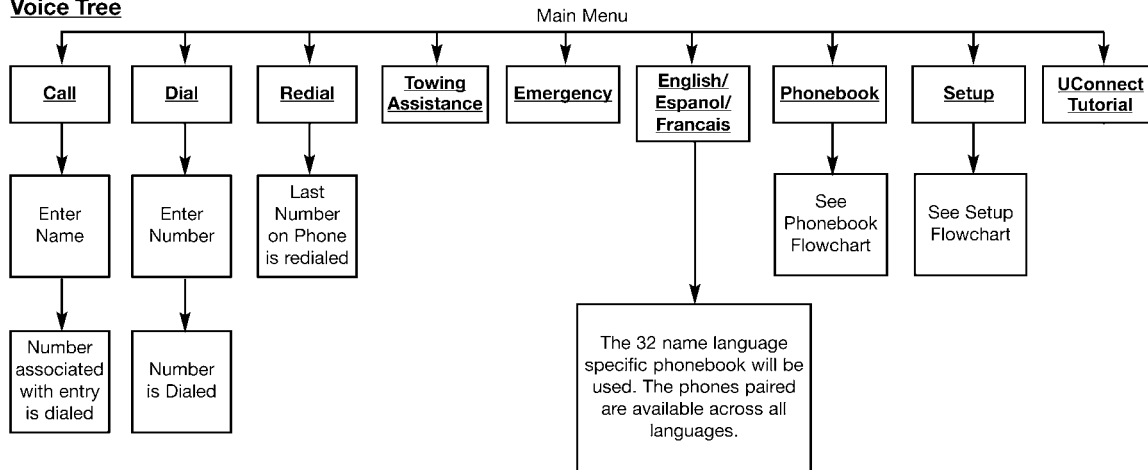 Voice Tree
Main Menu
Call
Dial
Redial
Towing
Assistance
Emergency
English/
Espanol/
Francais
Phonebook
Setup
UConnect
Tutorial
Enter
Name
Enter
Number
Last
Number
on Phone
is redialed
See
Phonebook
Flowchart
See Setup
Flowchart
Number
associated
with entry
is dialed
Number
is Dialed
The 32 name language
specific phonebook will be
used. The phones paired
are available across all
languages.